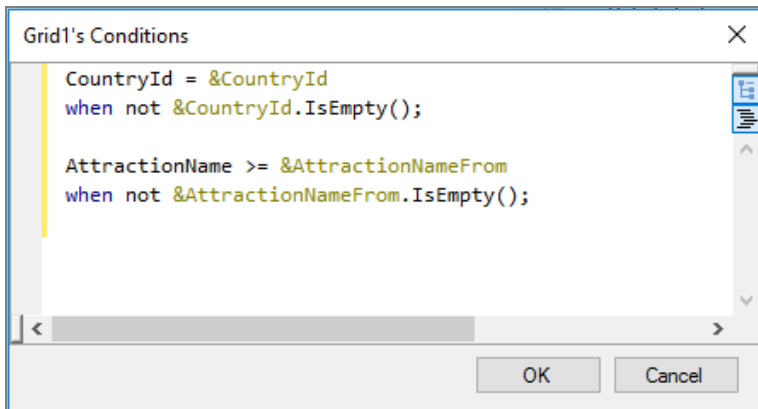 Grid1's Conditions
CountryId = &CountryId
when not &CountryId.IsEmpty();
AttractionName >= &AttractionNameFrom
when not &AttractionNameFrom.IsEmpty();
OK
Cancel